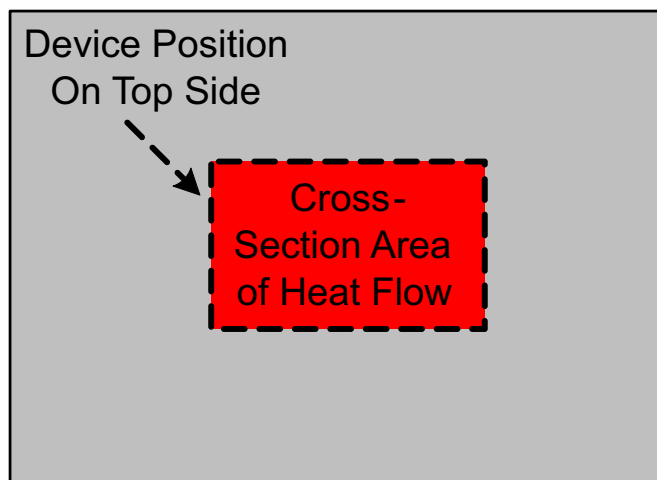 Device Position
On Top Side
Cross-
Section Area
of Heat Flow